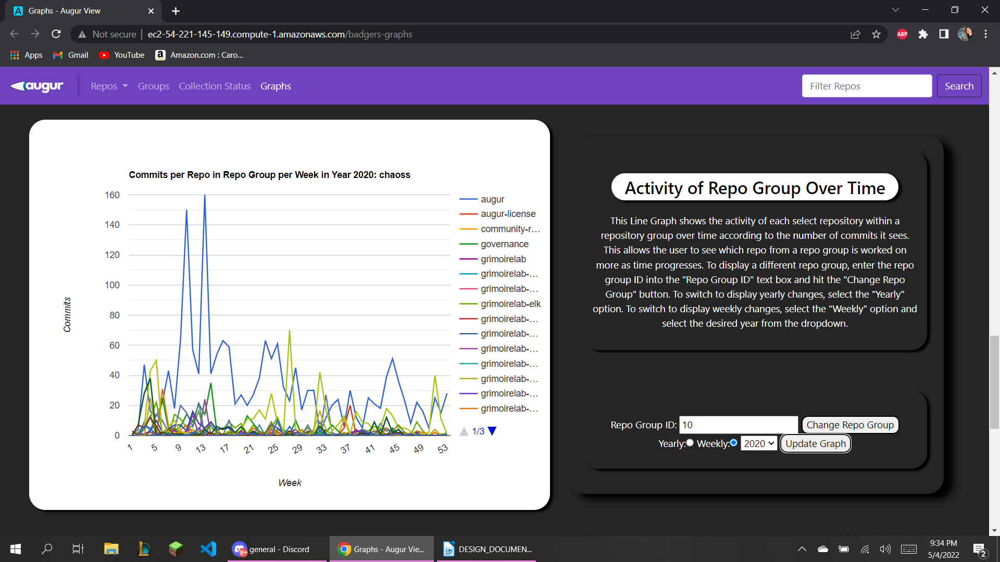 Graphs - Augur View
Not secure | ec2-54-221-145-149.compute-1.amazonaws.com/badgers-graphs
ABP
Apps
Gmail
YouTube
Amazon.com : Caro...
augur
Repos
Groups
Collection Status
Graphs
Filter Repos
Search
Commits per Repo in Repo Group per Week in Year 2020: chaoss
160
140
120
100
80
60
40
20
0
Commits
1
5
9
13
17
21
25
29
33
37
41
45
49
53
Week
augur
augur-license
community-r...
governance
grimoirelab
grimoirelab-...
grimoirelab-...
grimoirelab-elk
grimoirelab-...
grimoirelab-...
grimoirelab-...
grimoirelab-...
grimoirelab-...
grimoirelab-...
grimoirelab-...
1/3
Activity of Repo Group Over Time
This Line Graph shows the activity of each select repository within a
repository group over time according to the number of commits it sees.
This allows the user to see which repo from a repo group is worked on
more as time progresses. To display a different repo group, enter the repo
group ID into the "Repo Group ID" text box and hit the "Change Repo
Group" button. To switch to display yearly changes, select the "Yearly"
option. To switch to display weekly changes, select the "Weekly" option and
select the desired year from the dropdown.
Repo Group ID: 10 Change Repo Group
Yearly: Weekly: 2020 Update Graph
9+
general - Discord
Graphs - Augur Vie...
DESIGN_DOCUMEN...
9:34 PM
5/4/2022
2